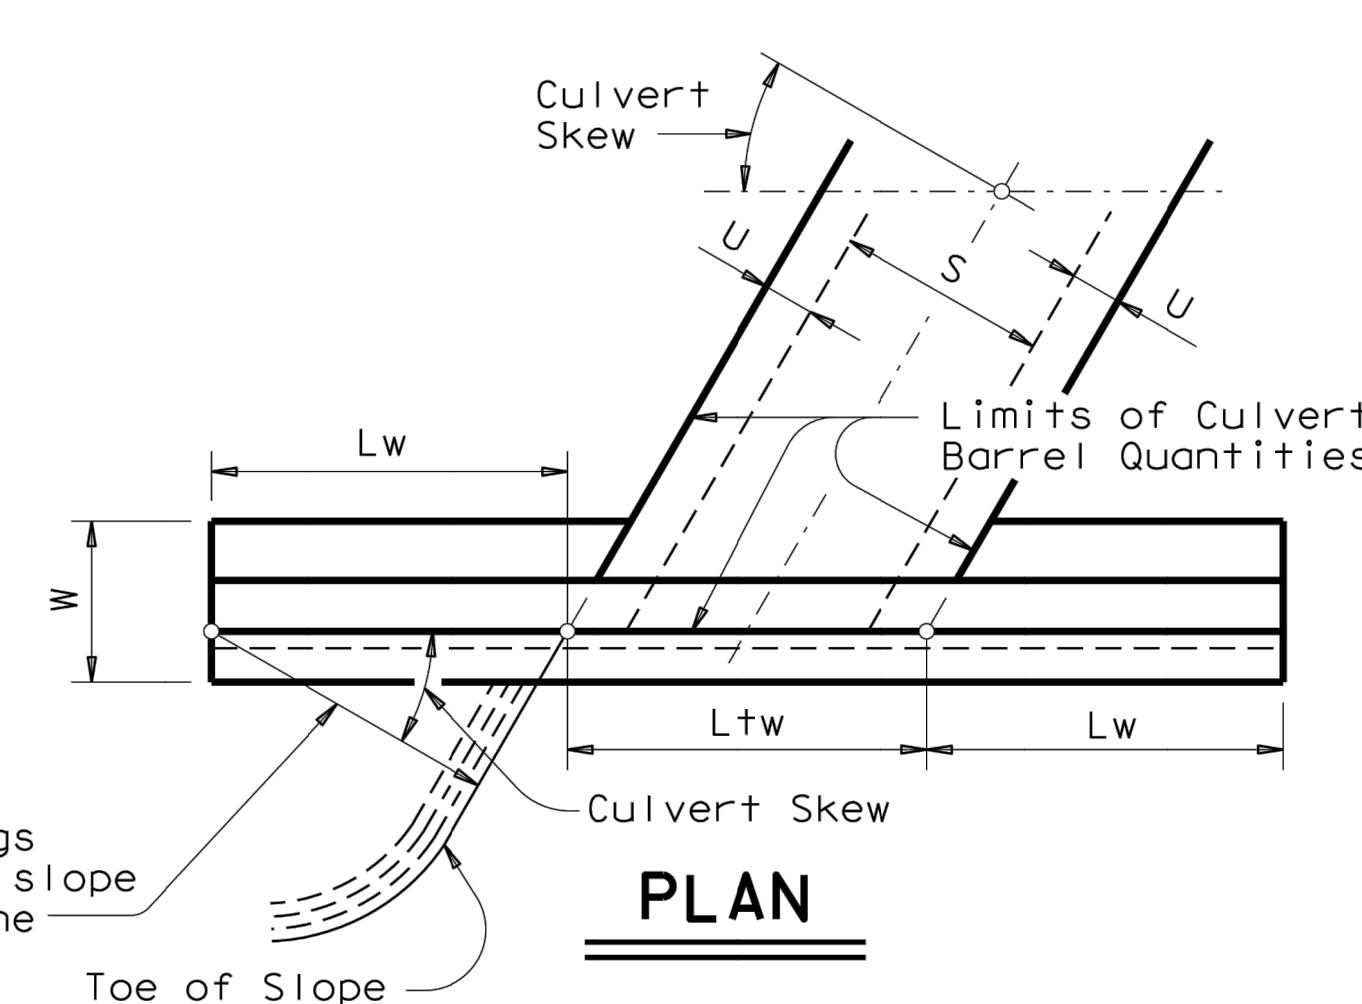 Culvert
Skew
U
S
U
Limits of Culvert
Barrel Quantities
Lw
W
Ltw
Lw
Culvert Skew
slope
PLAN
Toe of Slope